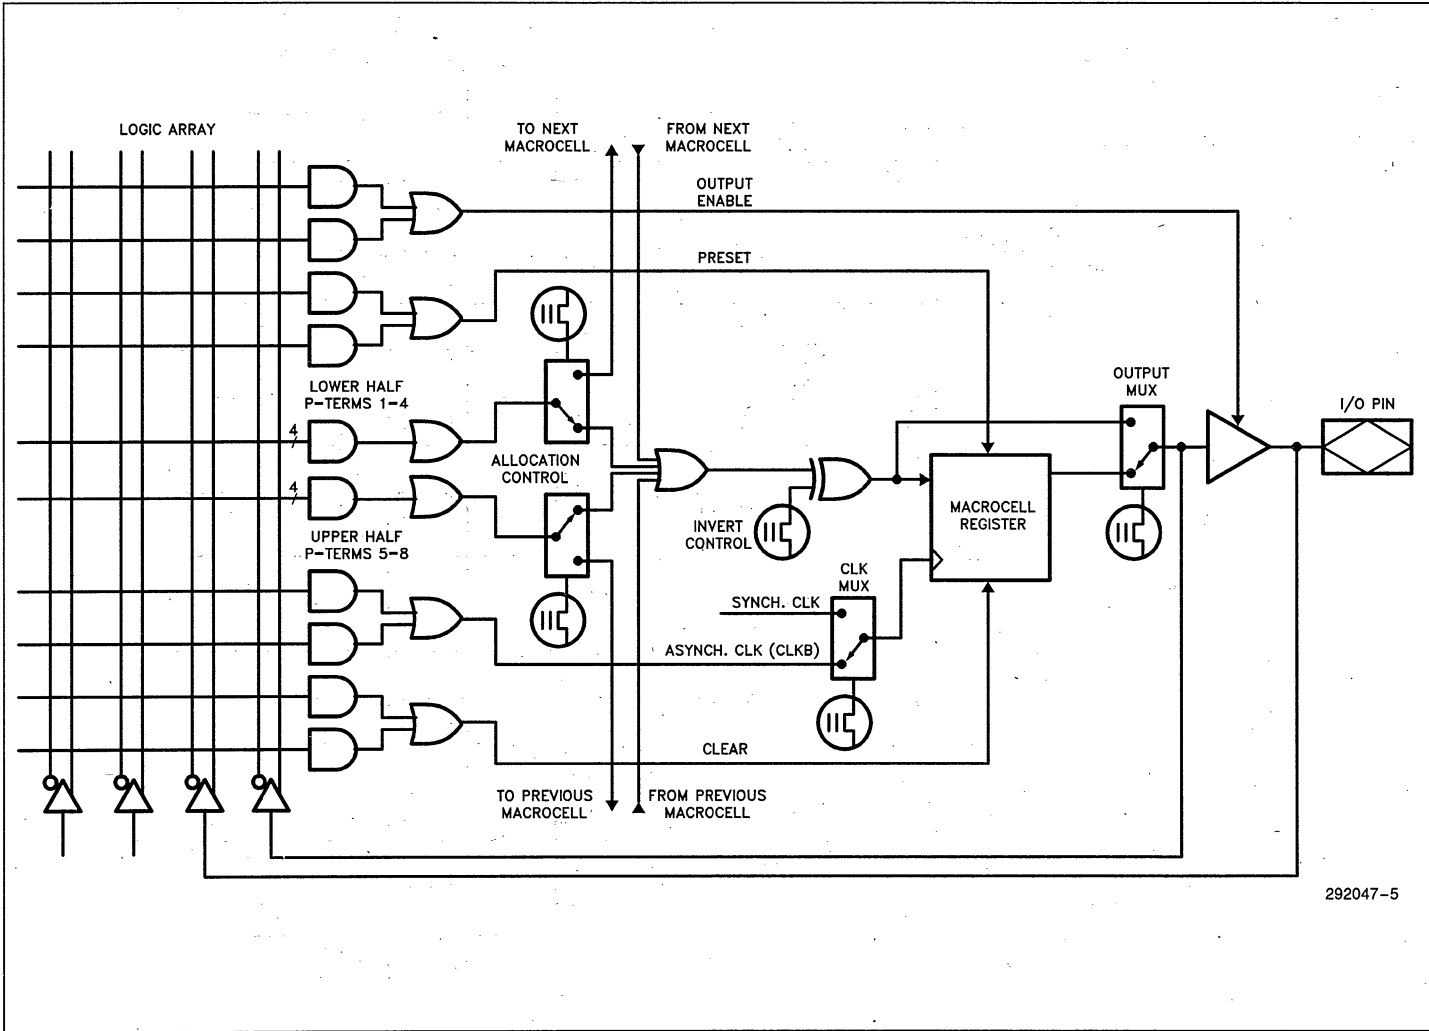 LOGIC ARRAY
TO NEXT
MACROCELL
FROM NEXT
MACROCELL
OUTPUT
ENABLE
PRESET
LOWER HALF
P-TERMS 1-4
4
4
ALLOCATION
CONTROL
UPPER HALF
P-TERMS 5-8
INVERT
CONTROL
MACROCELL
REGISTER
OUTPUT
MUX
I/O PIN
CLK
MUX
SYNCH. CLK
ASYNCH. CLK (CLKB)
CLEAR
TO PREVIOUS
MACROCELL
FROM PREVIOUS
MACROCELL
292047-5